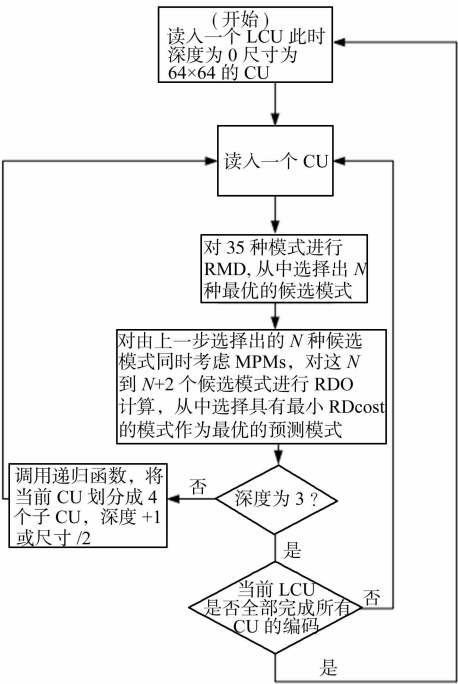 (开始)
读入一个 LCU 此时
深度为 0 尺寸为
64×64 的 CU
读入一个 CU
对 35 种模式进行
RMD, 从中选择出 N
种最优的候选模式
对由上一步选择出的 N 种候选
模式同时考虑 MPMs，对这 N
到 N+2 个候选模式进行 RDO
计算，从中选择具有最小 RDcost
的模式作为最优的预测模式
调用递归函数，将
当前 CU 划分成 4
个子 CU，深度 +1
或尺寸 /2
否
深度为 3？
是
当前 LCU
是否全部完成所有
CU 的编码
否
是